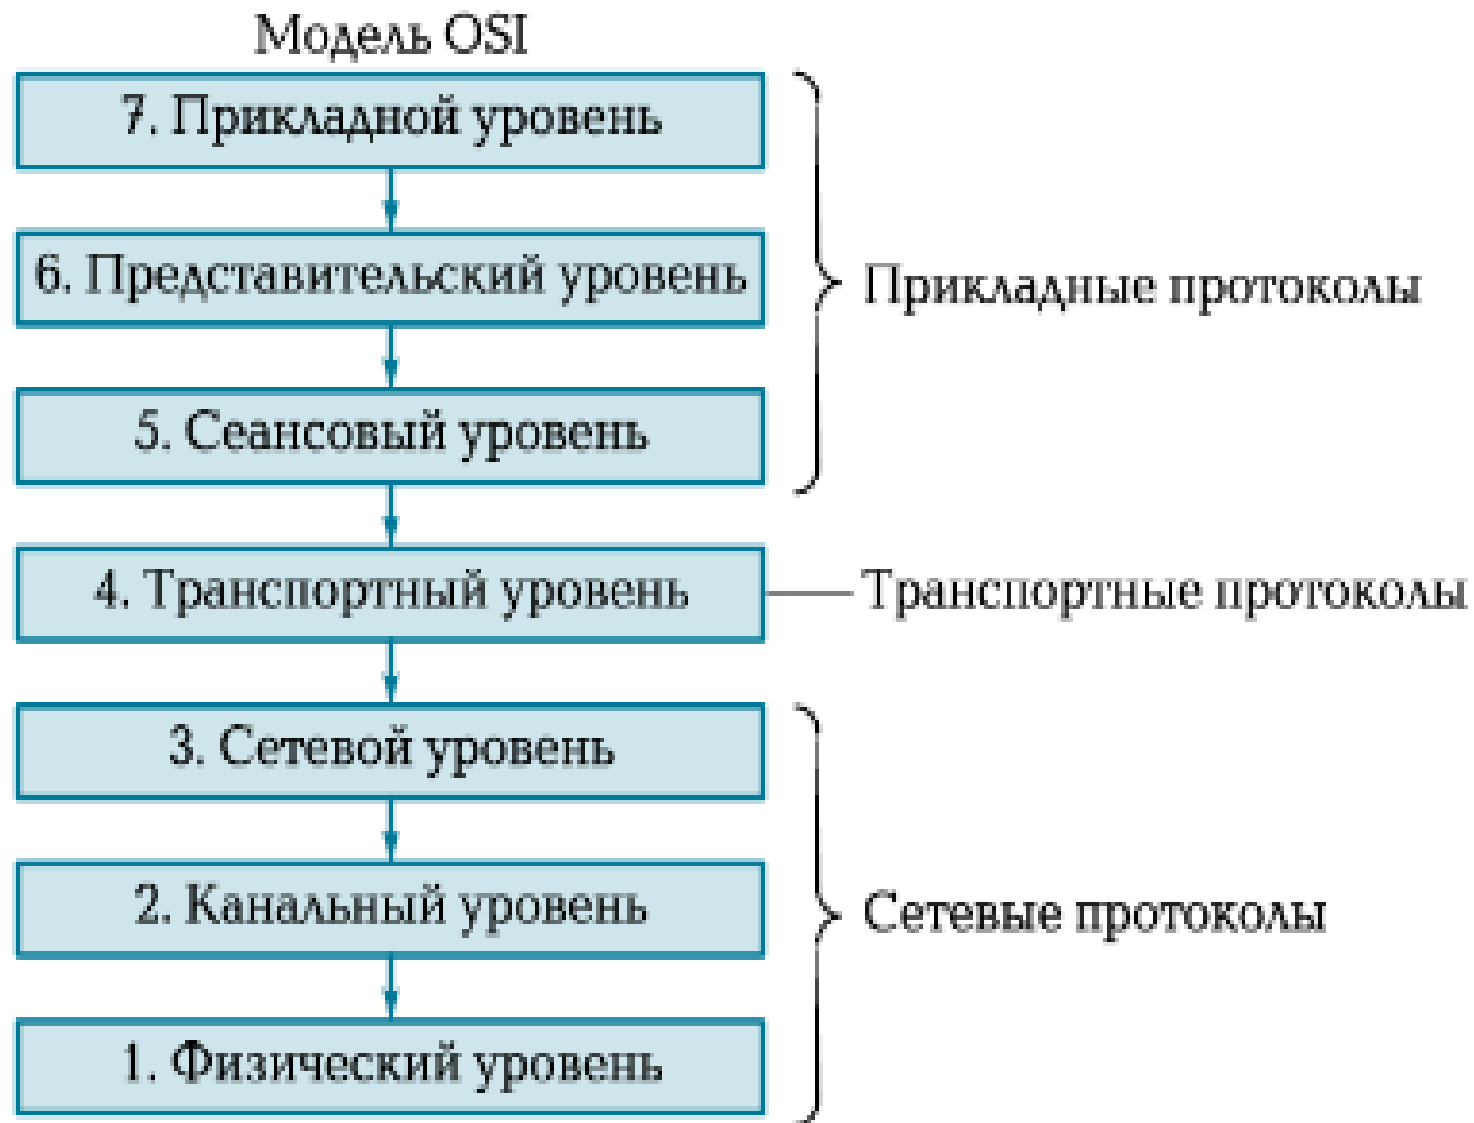 Модель OSI
7. Прикладной уровень
6. Представительский уровень
Прикладные протоколы
5. Сеансовый уровень
4. Транспортный уровень
Транспортные протоколы
3. Сетевой уровень
2. Канальный уровень
Сетевые протоколы
1. Физический уровень